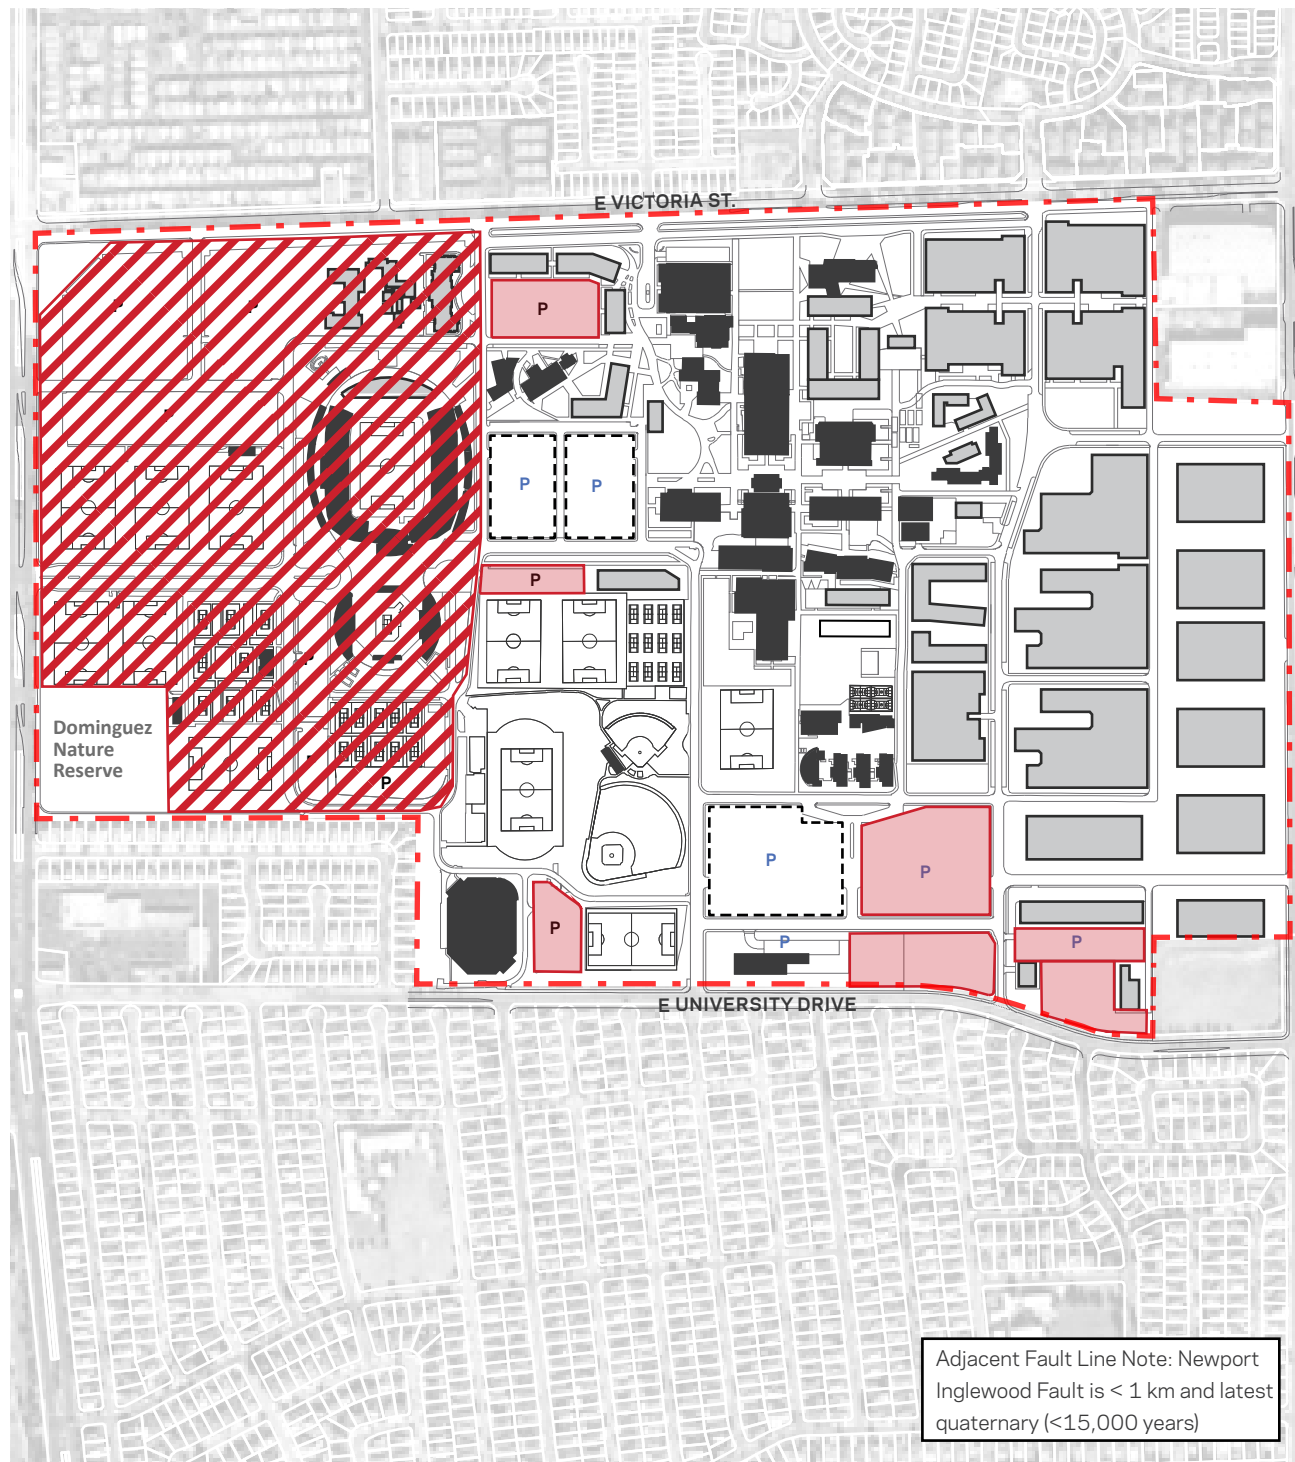 E VICTORIA ST.
P
P
P
P
P
P
P
Dominguez
Nature
Reserve
P
P
P
P
P
P
P
P
E UNIVERSITY DRIVE
Adjacent Fault Line Note: Newport
Inglewood Fault is < 1 km and latest
quaternary (<15,000 years)